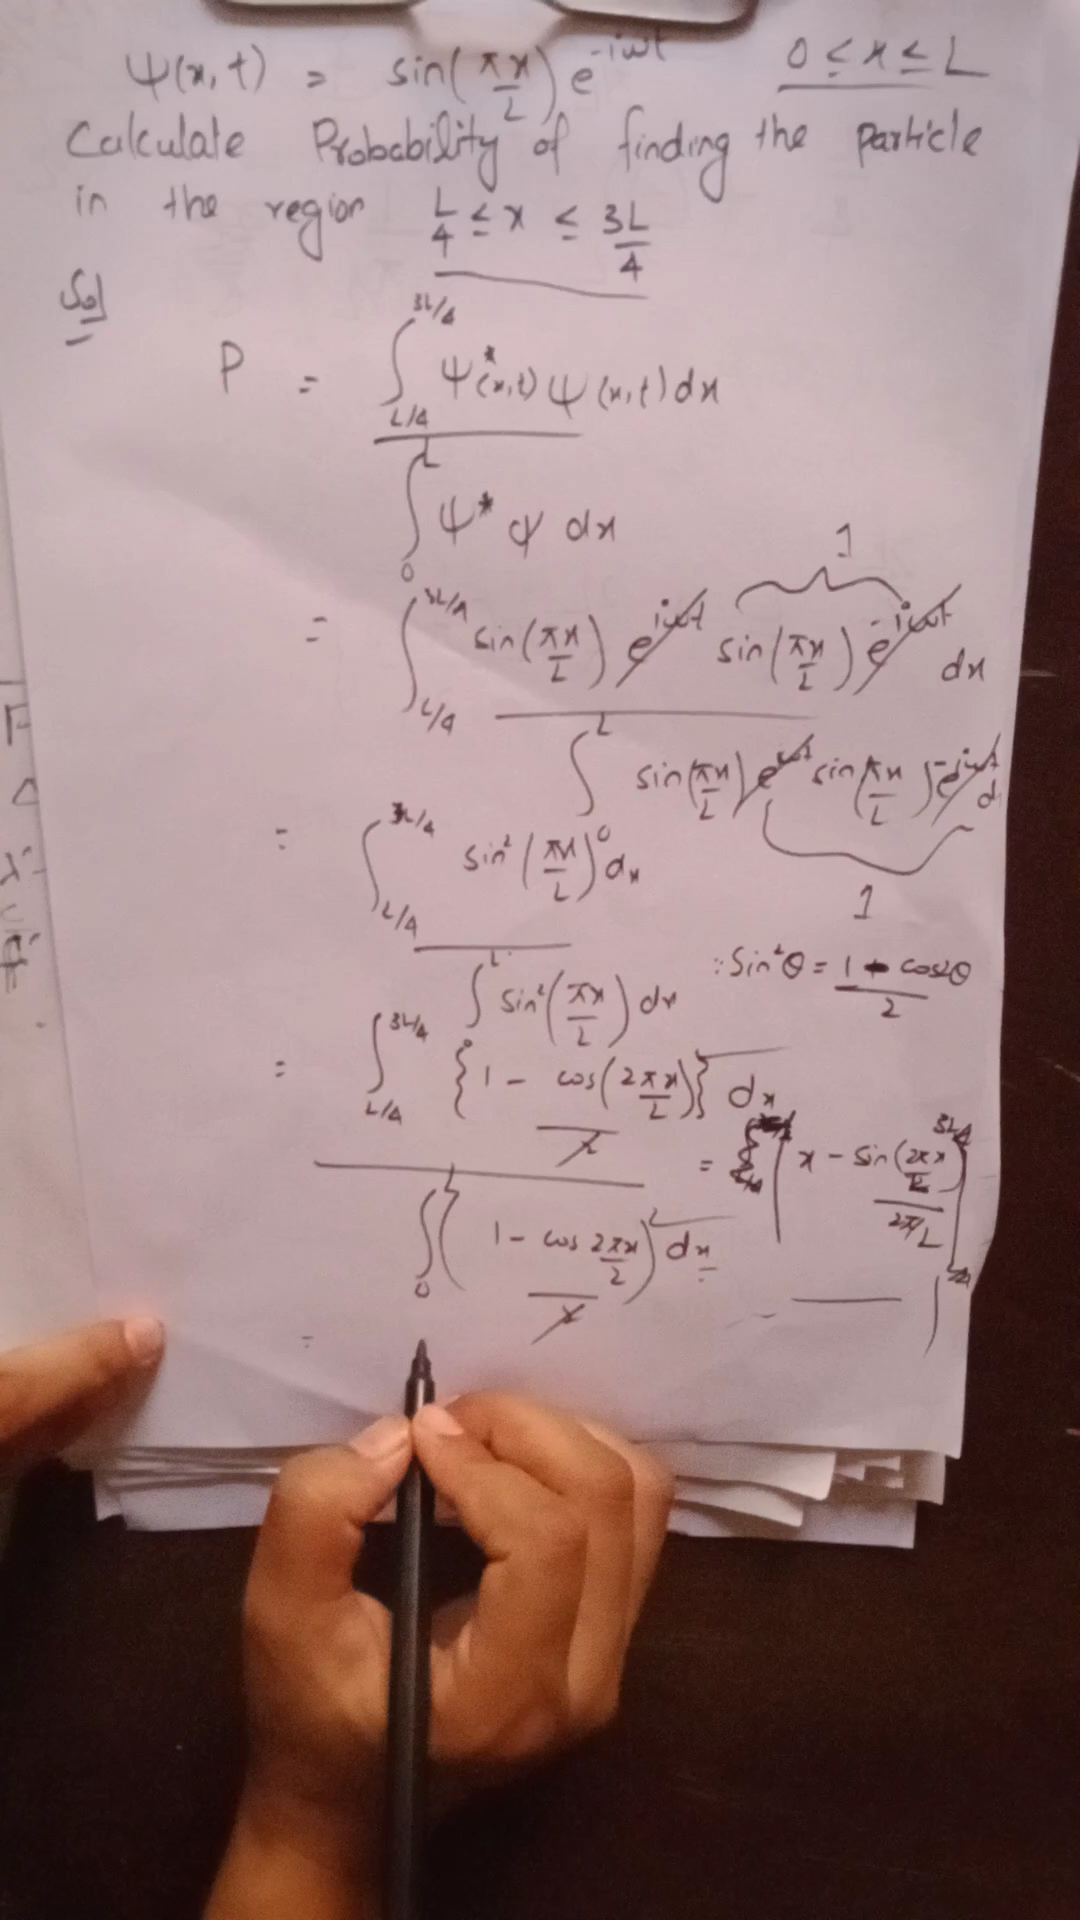 ψ(x,t) = sin(πx/L) e^-iωt 0 ≤ x ≤ L
Calculate Probability of finding the particle
in the region L/4 ≤ x ≤ 3L/4
Sol
P = ∫_{L/4}^{3L/4} ψ*(x,t) ψ(x,t) dx
∫_0^L ψ* ψ dx
1
= ∫_{L/4}^{3L/4} sin(πx/L) e^iωt sin(πx/L) e^-iωt dx
∫_0^L sin(πx/L) e^iωt sin(πx/L) e^-iωt d
1
= ∫_{L/4}^{3L/4} sin²(πx/L) dx
∫_0^L sin²(πx/L) dx
∵ Sin²θ = 1 - cos2θ / 2
= ∫_{L/4}^{3L/4} {1 - cos(2πx/L)} / 2 dx
∫_0^L (1 - cos 2πx/2) / 2 dx
= | x - sin(2πx/L) / 2π/L |^{3L/4}
=